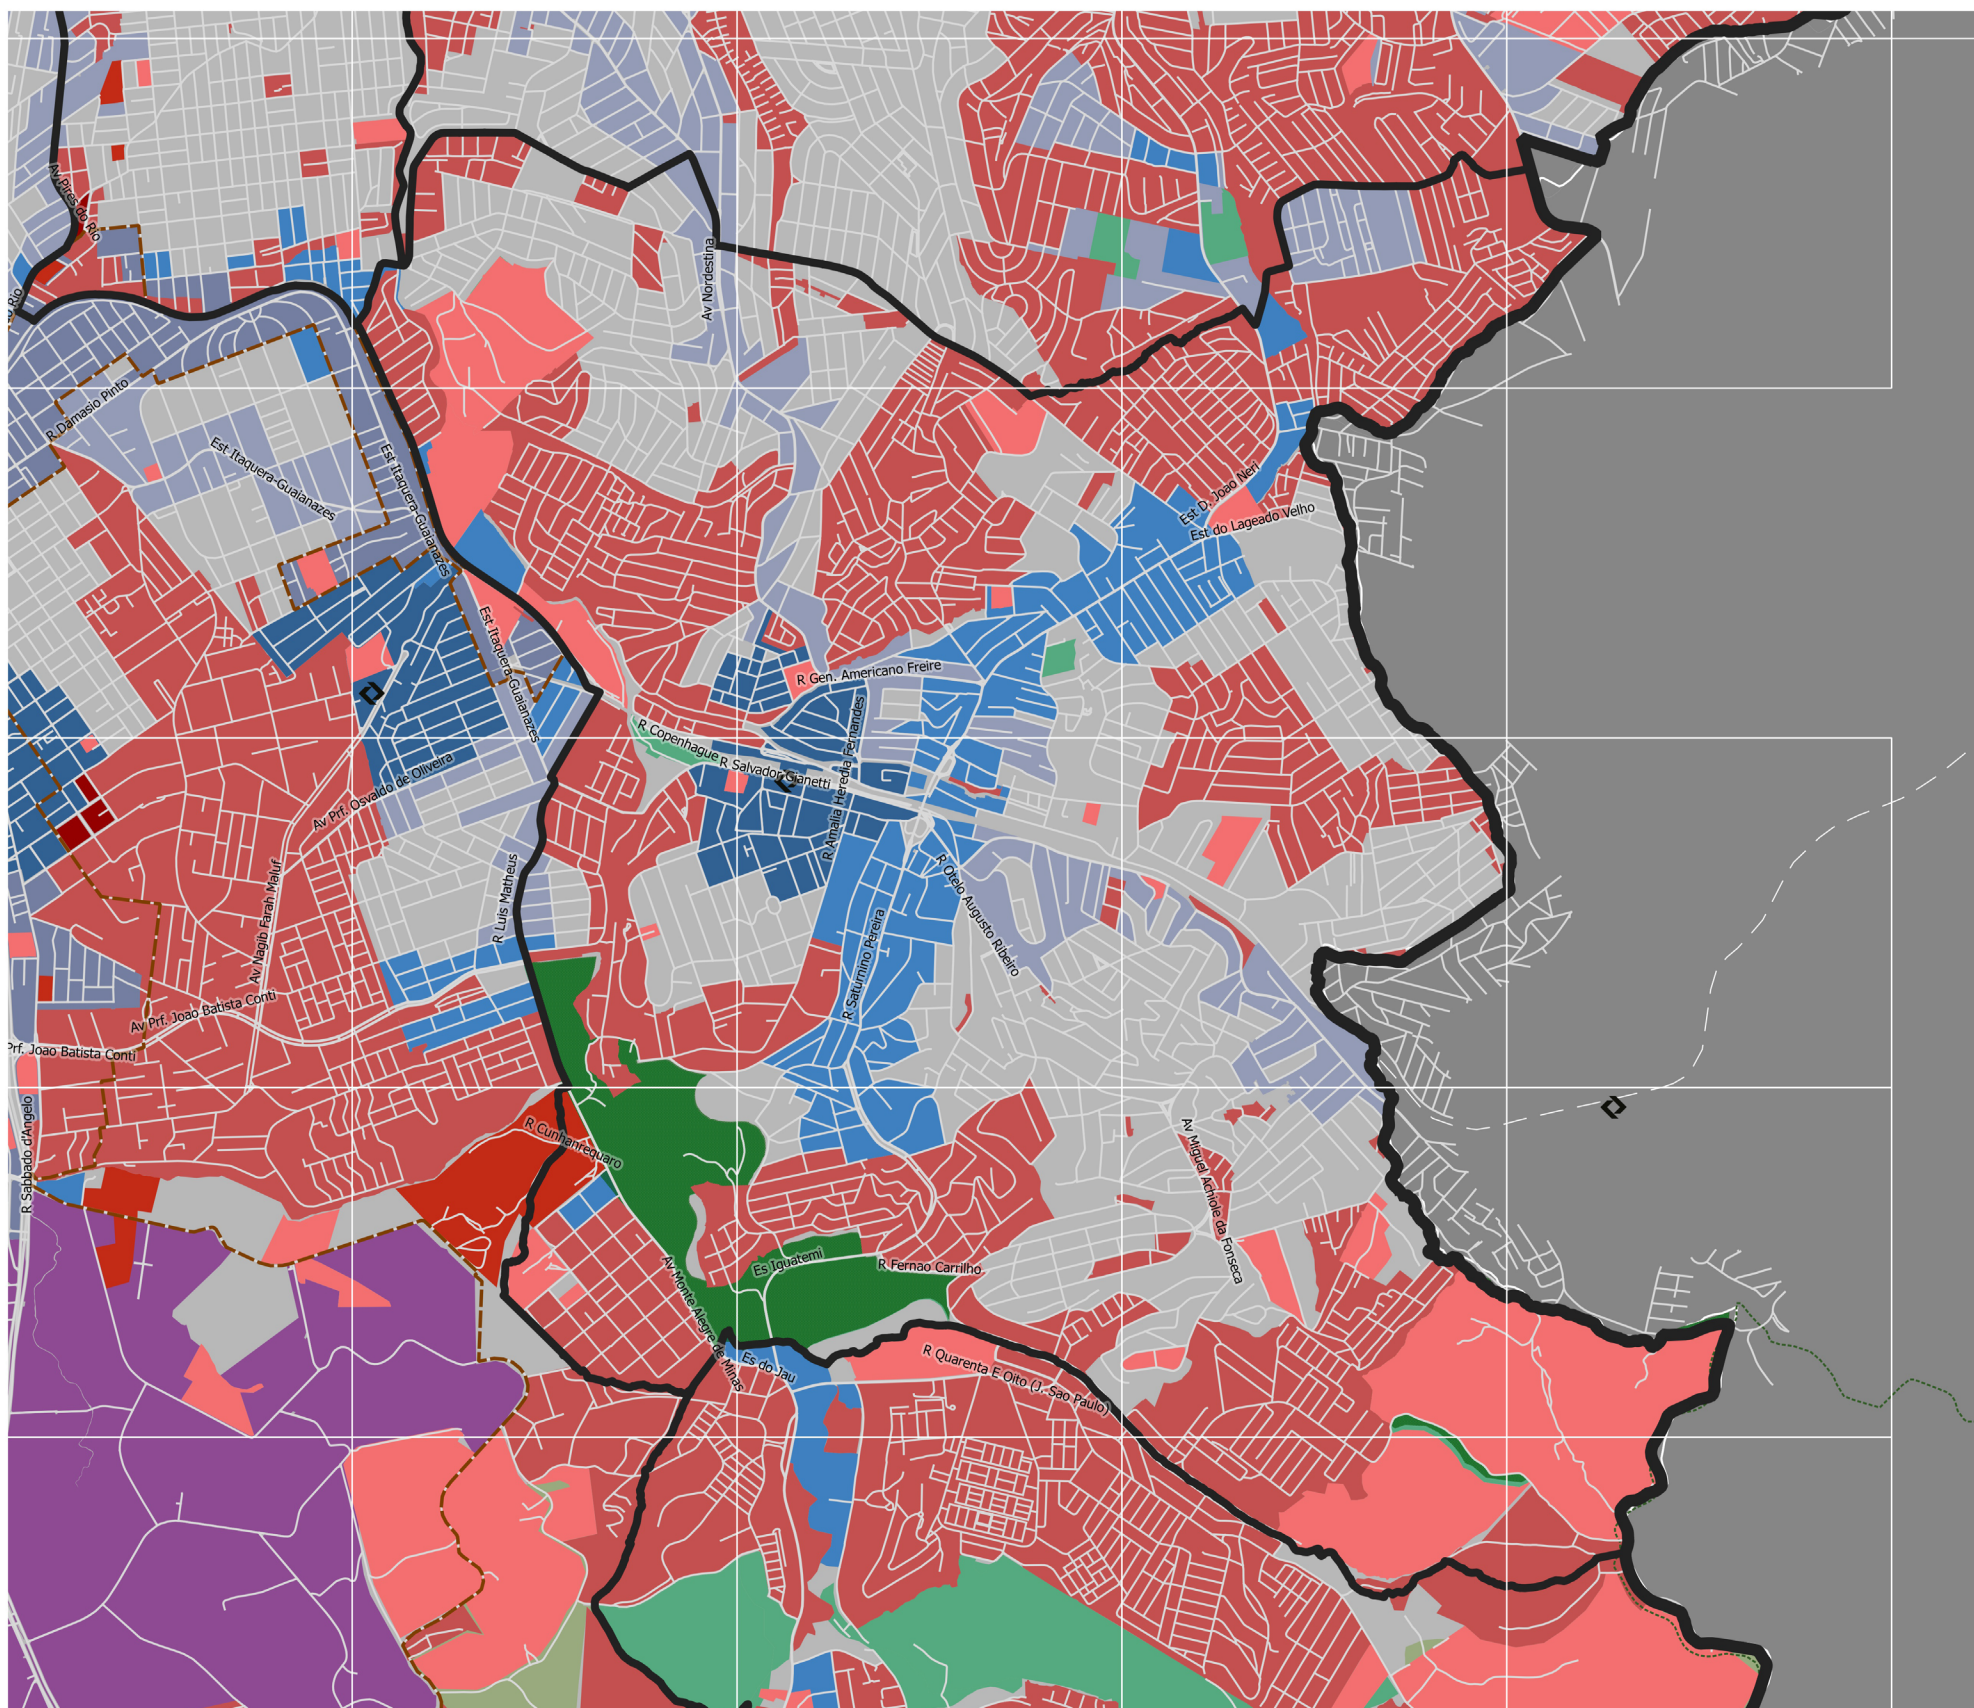 Av Pires do Rio
Rio
Av Nordestina
R Damasio Pinto
Est Itaquera-Guaianazes
Est Itaquera-Guaianazes
Est D. Joao Neri
Est do Lageado Velho
Est Itaquera-Guaianazes
R Gen. Americano Freire
R Copenhague
R Salvador Gianetti
R Amalia Heredia Fernandes
Av Prf. Osvaldo de Oliveira
R Luis Matheus
Av Nagib Farah Maluf
R Otelo Augusto Ribeiro
R Saturnino Pereira
Av Prf. Joao Batista Conti
Prf. Joao Batista Conti
R Sabbado d'Angelo
R Cunhanfequaro
Av Miguel Achiole da Fonseca
Es Iguatemi
R Fernao Carrilho
Av Monte Alegre de Minas
Es do Jau
R Quarenta E Oito (J. Sao Paulo)